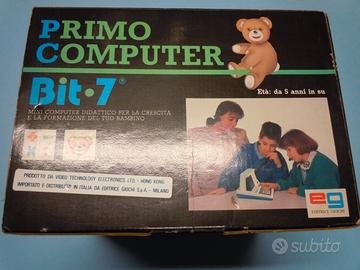 PRIMO
COMPUTER
Bit•7®
MINI COMPUTER DIDATTICO PER LA CRESCITA
E LA FORMAZIONE DEL TUO BAMBINO
Età: da 5 anni in su
PRODOTTO DA VIDEO TECHNOLOGY ELECTRONICS LTD. - HONG KONG
IMPORTATO E DISTRIBUITO IN ITALIA DA EDITRICE GIOCHI S.p.A. - MILANO
eg
EDITRICE GIOCHI
subito